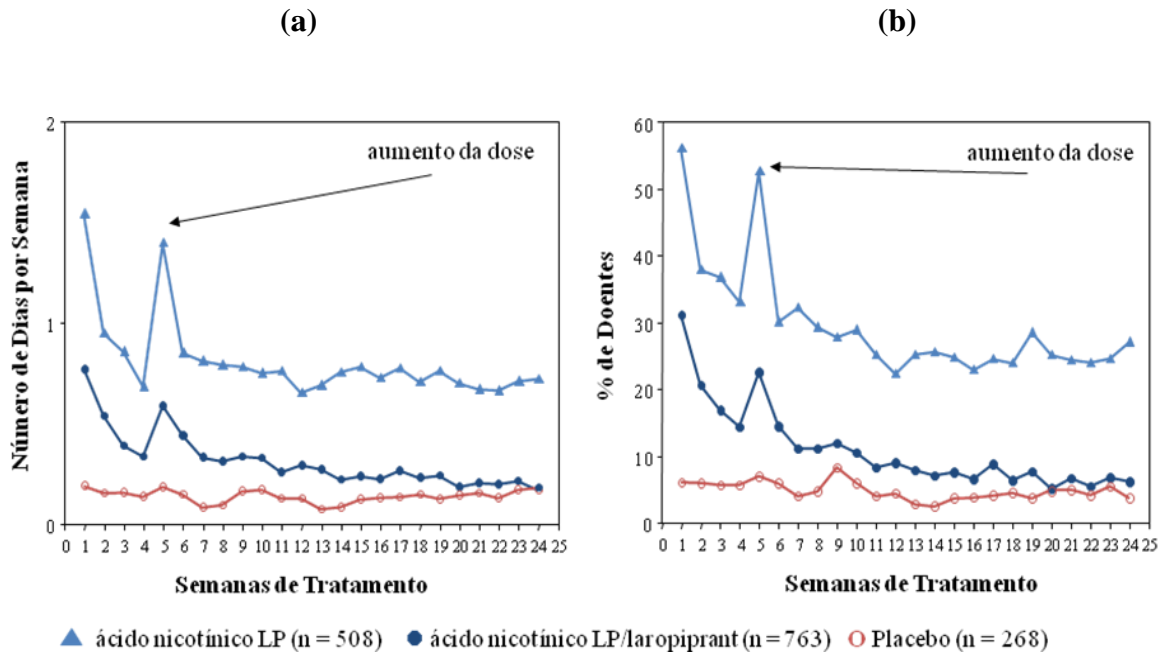 (a)
(b)
Número de Dias por Semana
2
1
0
aumento da dose
0 1 2 3 4 5 6 7 8 9 10 11 12 13 14 15 16 17 18 19 20 21 22 23 24 25
Semanas de Tratamento
% de Doentes
60
50
40
30
20
10
0
aumento da dose
0 1 2 3 4 5 6 7 8 9 10 11 12 13 14 15 16 17 18 19 20 21 22 23 24 25
Semanas de Tratamento
ácido nicotínico LP (n = 508) ácido nicotínico LP/laropiprant (n = 763) Placebo (n = 268)